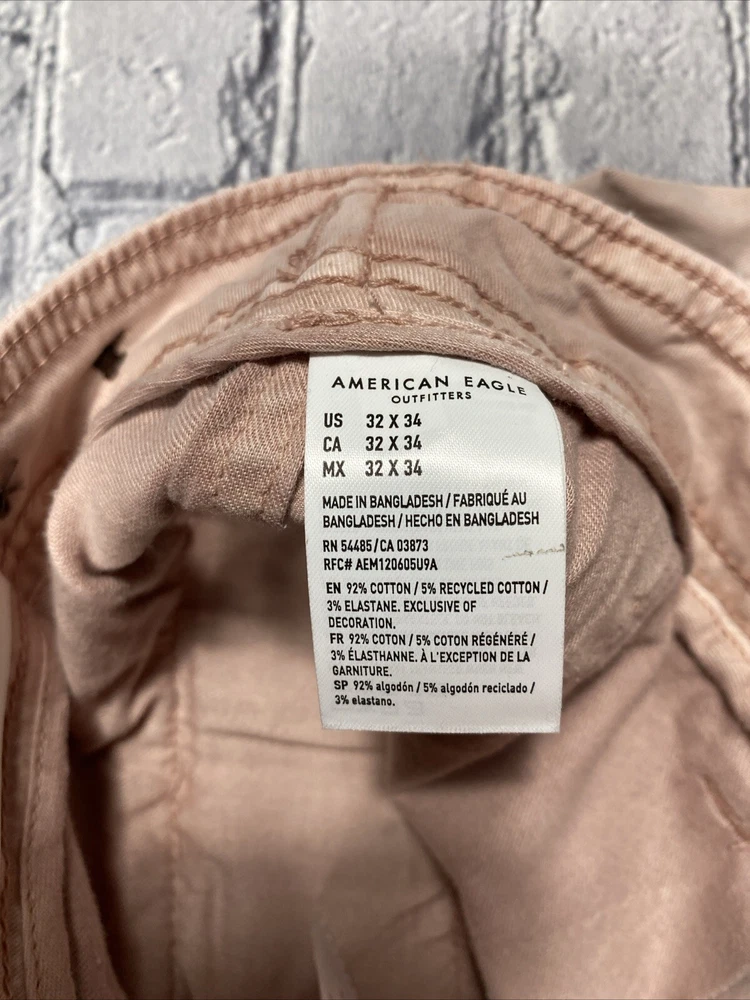 AMERICAN EAGLE
OUTFITTERS
US 32 X 34
CA 32 X 34
MX 32 X 34
MADE IN BANGLADESH / FABRIQUÉ AU
BANGLADESH / HECHO EN BANGLADESH
RN 54485/CA 03873
RFC# AEM120605U9A
EN 92% COTTON / 5% RECYCLED COTTON /
3% ELASTANE. EXCLUSIVE OF
DECORATION.
FR 92% COTON / 5% COTON RÉGÉNÉRÉ /
3% ÉLASTHANNE. À L'EXCEPTION DE LA
GARNITURE.
SP 92% algodón / 5% algodón reciclado /
3% elastano.